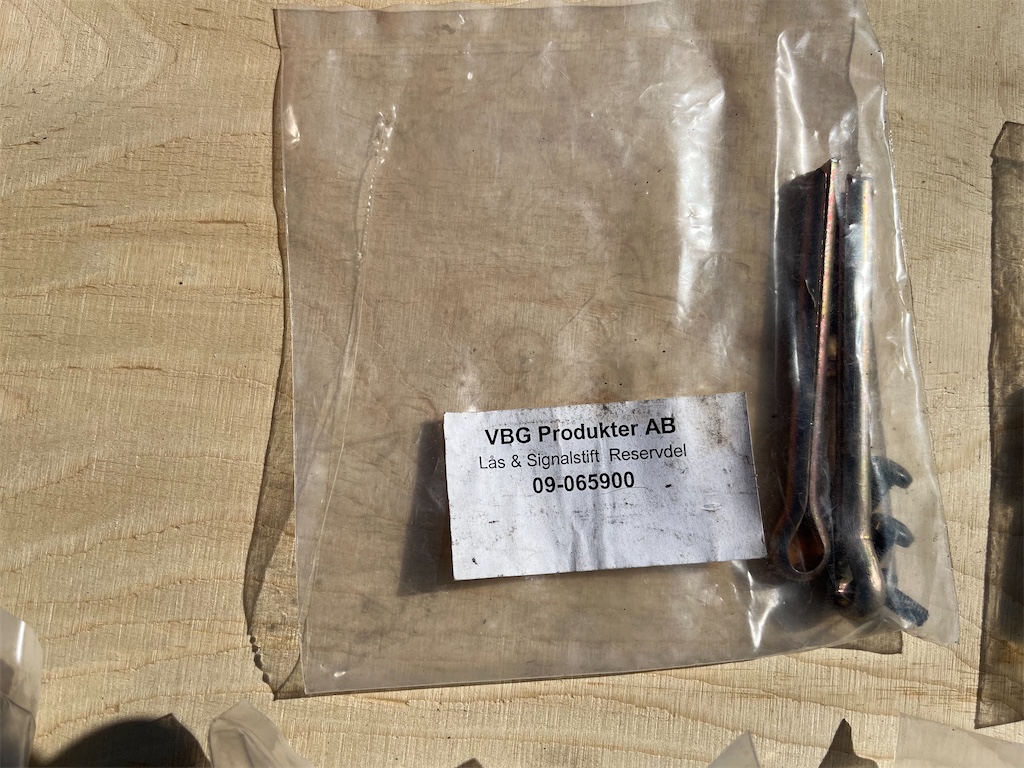 VBG Produkter AB
Lås & Signalstift Reservdel
09-065900